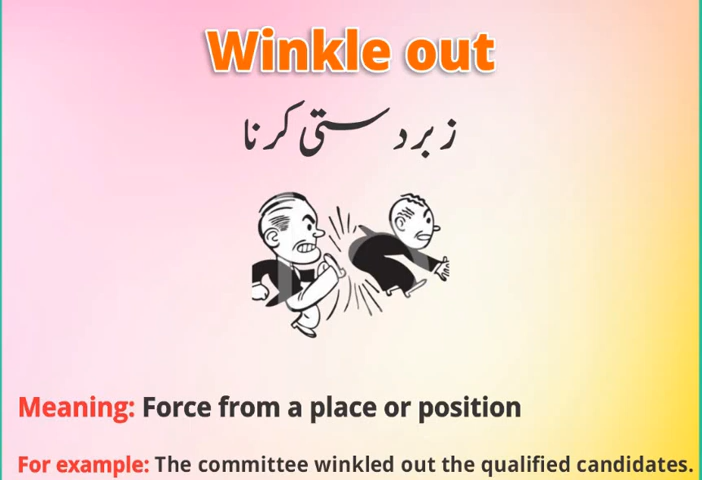 Winkle out
زبردستی کرنا
Meaning: Force from a place or position
For example: The committee winkled out the qualified candidates.